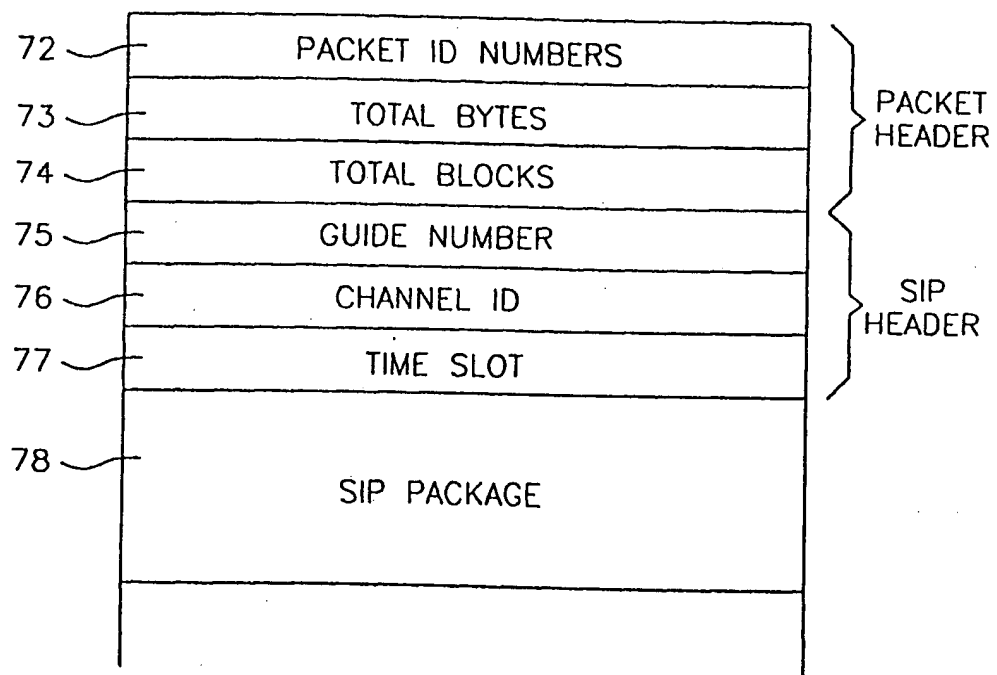 72 PACKET ID NUMBERS
73 TOTAL BYTES
74 TOTAL BLOCKS
PACKET
HEADER
75 GUIDE NUMBER
76 CHANNEL ID
77 TIME SLOT
SIP
HEADER
78 SIP PACKAGE